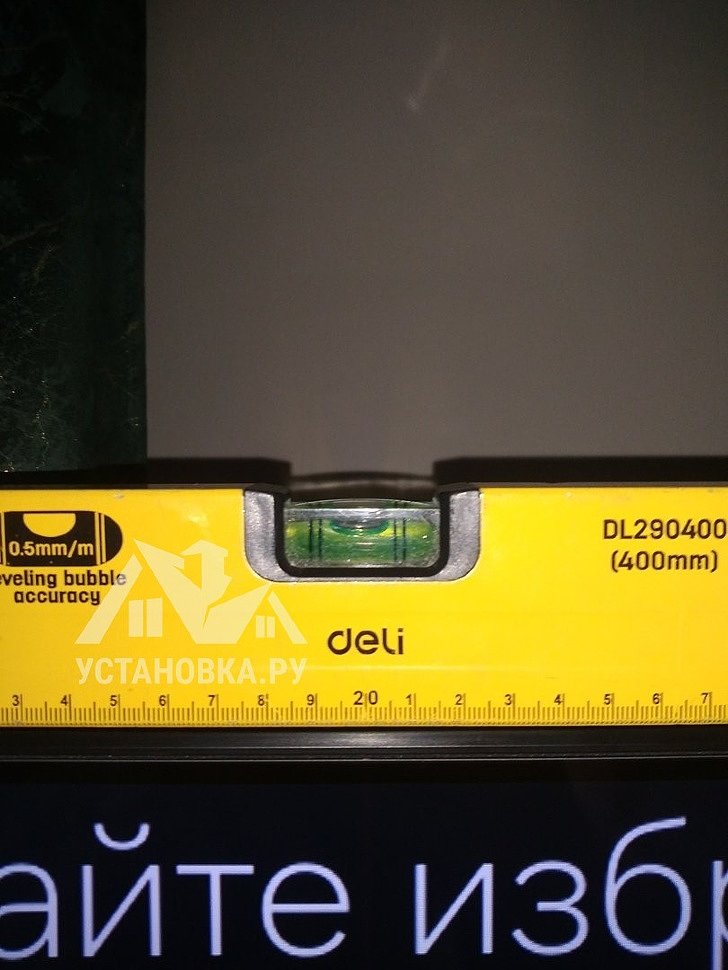 0.5mm/m
eveling bubble
accuracy
DL290400
(400mm)
deli
УСТАНОВКА.РУ
3 4 5 6 7 8 9 20 1 2 3 4 5 6 7
айте избр